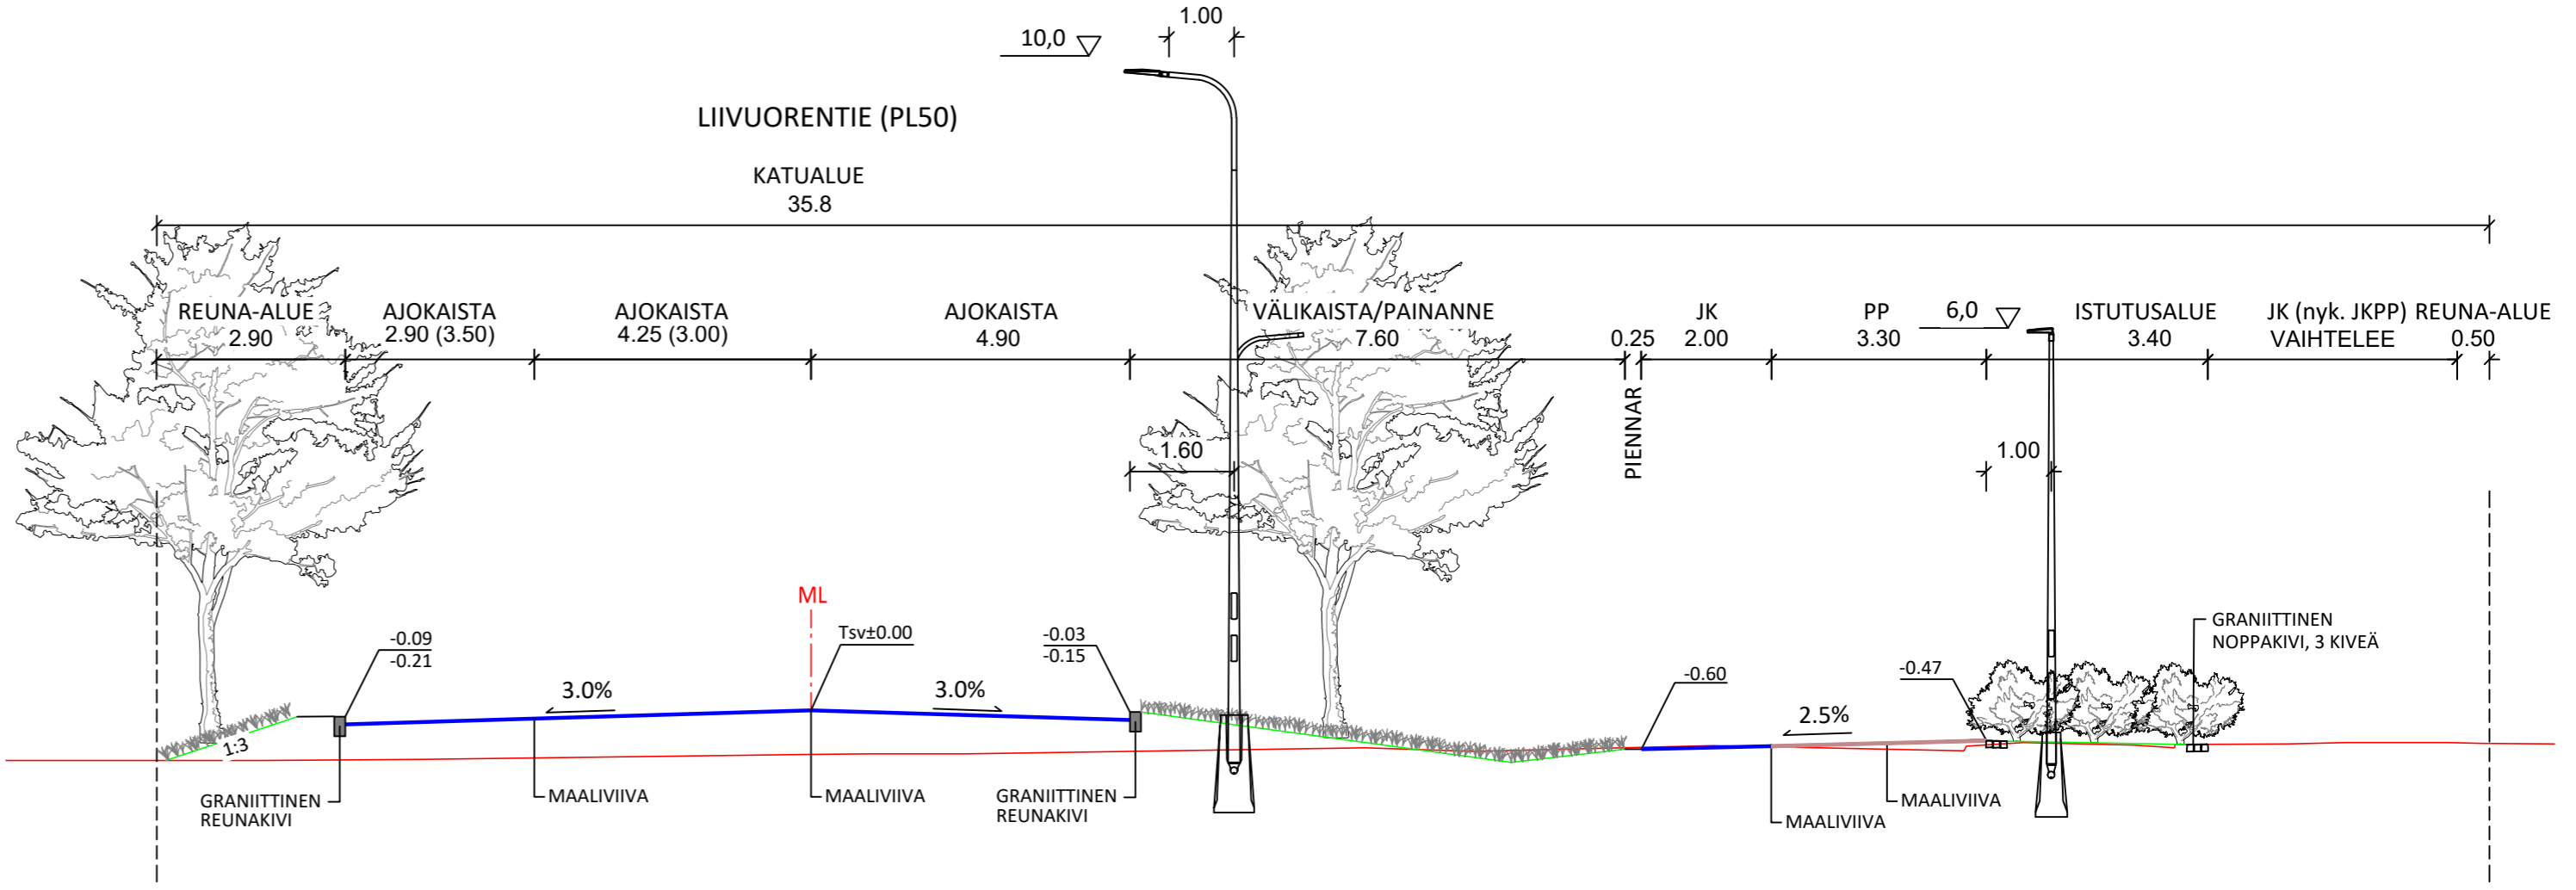 1.00
10,0
LIIVUORENTIE (PL50)
KATUALUE
35.8
REUNA-ALUE
2.90
AJOKAISTA
2.90 (3.50)
AJOKAISTA
4.25 (3.00)
AJOKAISTA
4.90
VÄLIKAISTA/PAINANNE
7.60
0.25
PIENNAR
JK
2.00
PP
3.30
6,0
ISTUTUSALUE
3.40
JK (nyk. JKPP)
VAIHTELEE
REUNA-ALUE
0.50
1.60
1.00
ML
Tsv±0.00
-0.09
-0.21
-0.03
-0.15
3.0%
3.0%
-0.60
-0.47
2.5%
1:3
GRANIITTINEN
NOPPAKIVI, 3 KIVEÄ
GRANIITTINEN
REUNAKIVI
MAALIVIIVA
MAALIVIIVA
GRANIITTINEN
REUNAKIVI
MAALIVIIVA
MAALIVIIVA